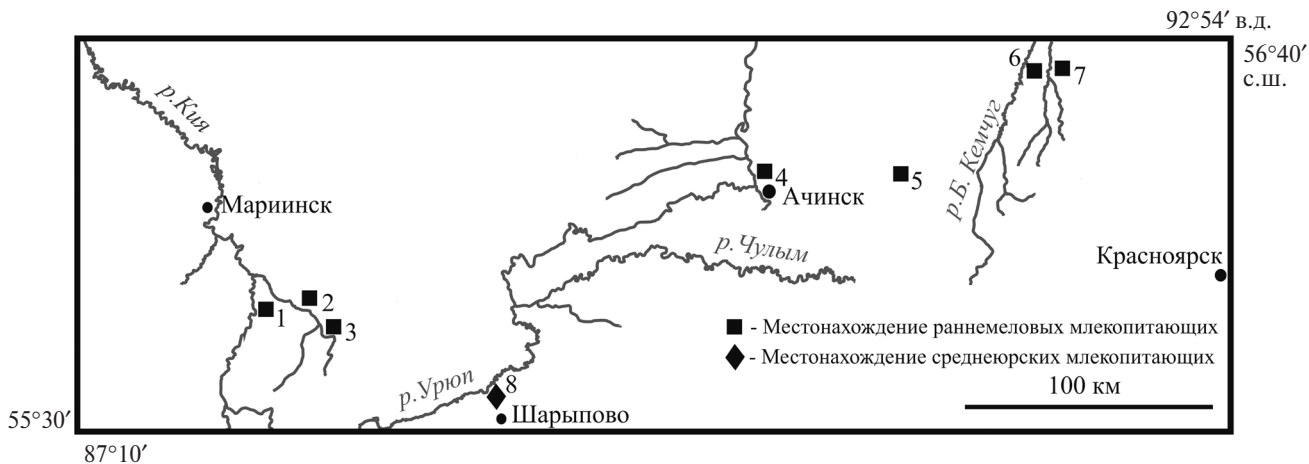 92°54′ в.д.
56°40′
с.ш.
6
7
р.Кия
р.Б. Кемчуг
4
5
Ачинск
Мариинск
р.Чулым
Красноярск
2
1
3
- Местонахождение раннемеловых млекопитающих
- Местонахождение среднеюрских млекопитающих
р.Урюп
8
100 км
Шарыпово
55°30′
87°10′